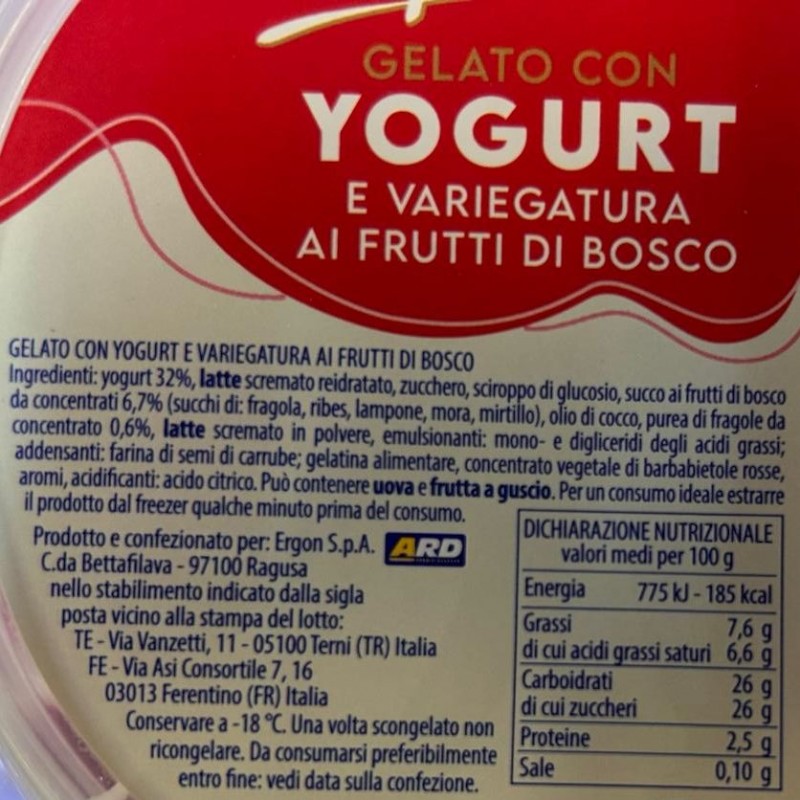 GELATO CON
YOGURT
E VARIEGATURA
AI FRUTTI DI BOSCO
GELATO CON YOGURT E VARIEGATURA AI FRUTTI DI BOSCO
Ingredienti: yogurt 32%, latte scremato reidratato, zucchero, sciroppo di glucosio, succo ai frutti di bosco
da concentrati 6,7% (succhi di: fragola, ribes, lampone, mora, mirtillo), olio di cocco, purea di fragole da
concentrato 0,6%, latte scremato in polvere, emulsionanti: mono- e digliceridi degli acidi grassi;
addensanti: farina di semi di carrube; gelatina alimentare, concentrato vegetale di barbabietole rosse,
aromi, acidificanti: acido citrico. Può contenere uova e frutta a guscio. Per un consumo ideale estrarre
il prodotto dal freezer qualche minuto prima del consumo.
Prodotto e confezionato per: Ergon S.p.A. ARD
C.da Bettafilava - 97100 Ragusa
nello stabilimento indicato dalla sigla
posta vicino alla stampa del lotto:
TE - Via Vanzetti, 11 - 05100 Terni (TR) Italia
FE - Via Asi Consortile 7, 16
03013 Ferentino (FR) Italia
Conservare a -18 °C. Una volta scongelato non
ricongelare. Da consumarsi preferibilmente
entro fine: vedi data sulla confezione.
DICHIARAZIONE NUTRIZIONALE
valori medi per 100 g
Energia 775 kJ - 185 kcal
Grassi 7,6 g
di cui acidi grassi saturi 6,6 g
Carboidrati 26 g
di cui zuccheri 26 g
Proteine 2,5 g
Sale 0,10 g